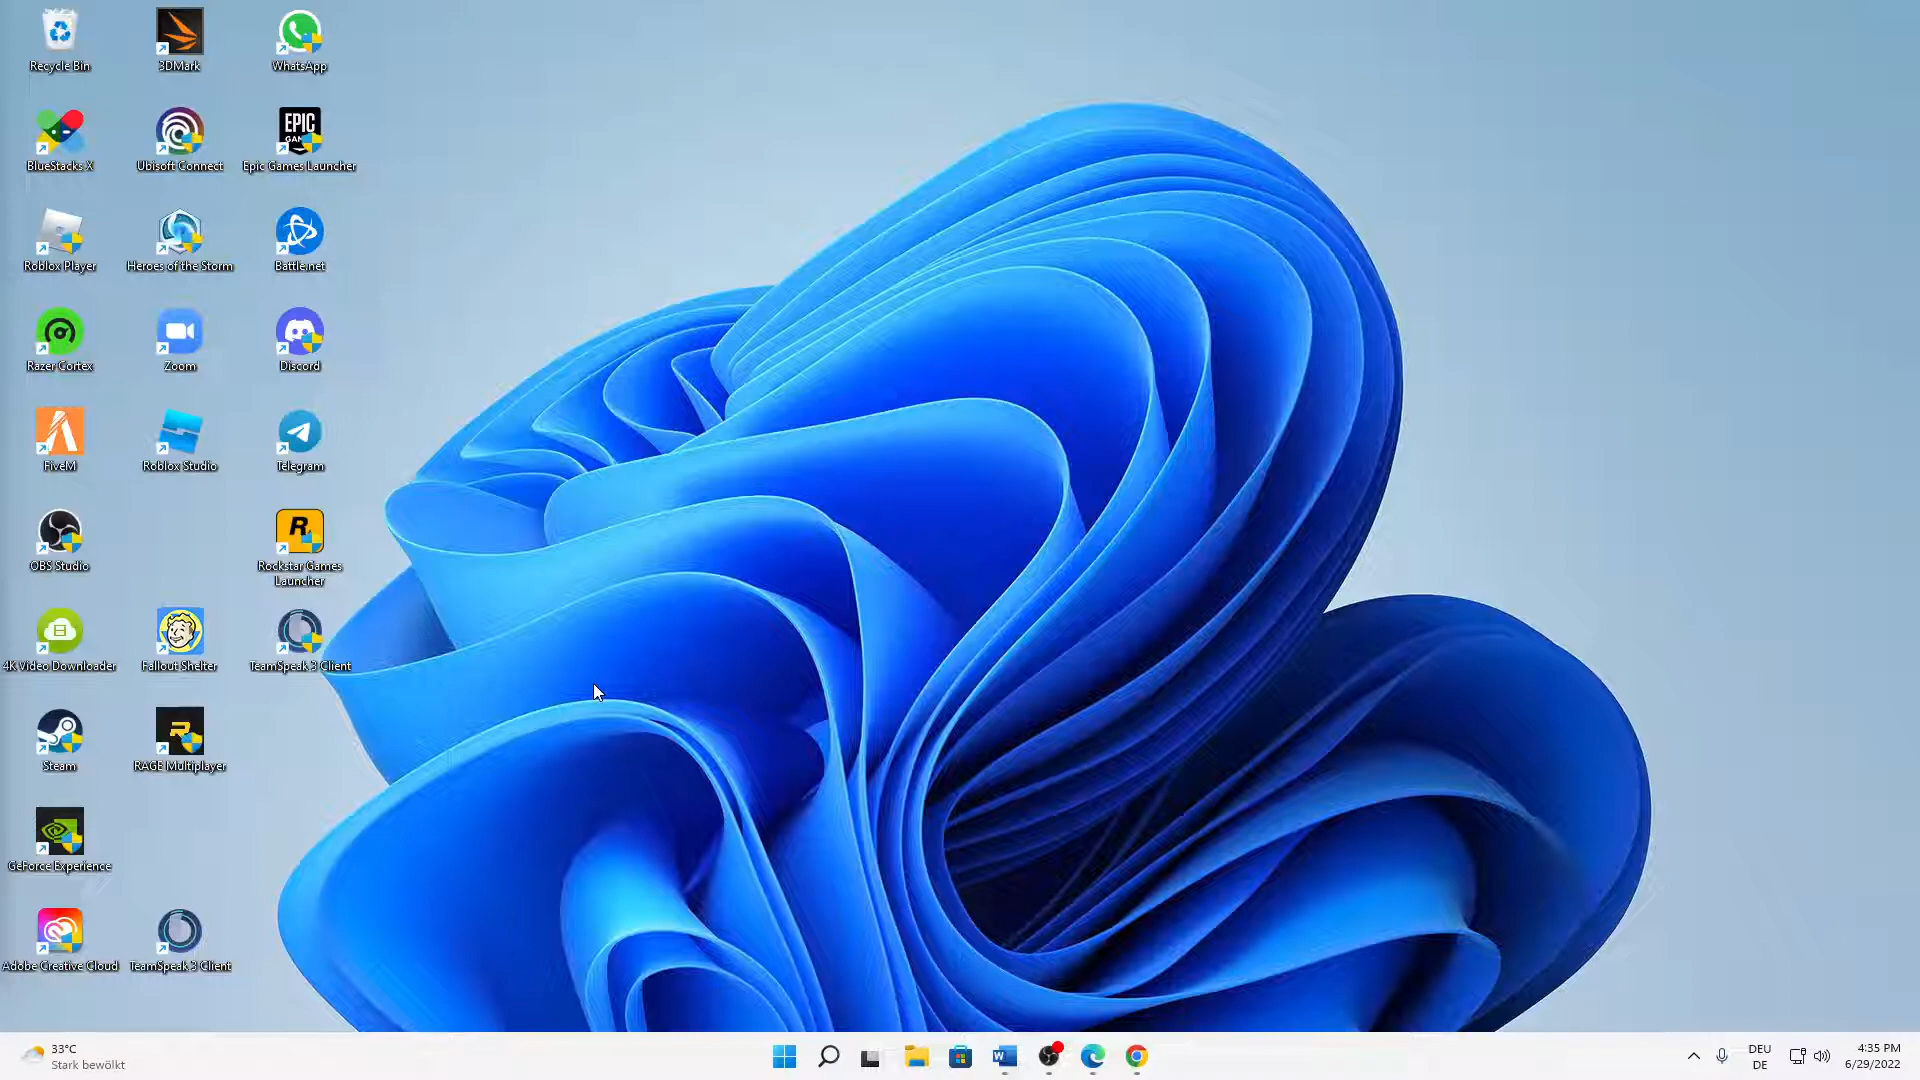 Recycle Bin
3DMark
WhatsApp
EPIC
BlueStacks X
Ubisoft Connect
Epic Games Launcher
Roblox Player
Heroes of the Storm
Battle.net
Razer Cortex
Zoom
Discord
FiveM
Roblox Studio
Telegram
R
OBS Studio
Rockstar Games
Launcher
4K Video Downloader
Fallout Shelter
TeamSpeak 3 Client
R
Steam
RAGE Multiplayer
GeForce Experience
Adobe Creative Cloud
TeamSpeak 3 Client
33°C
Stark bewölkt
W
DEU
DE
4:35 PM
6/29/2022